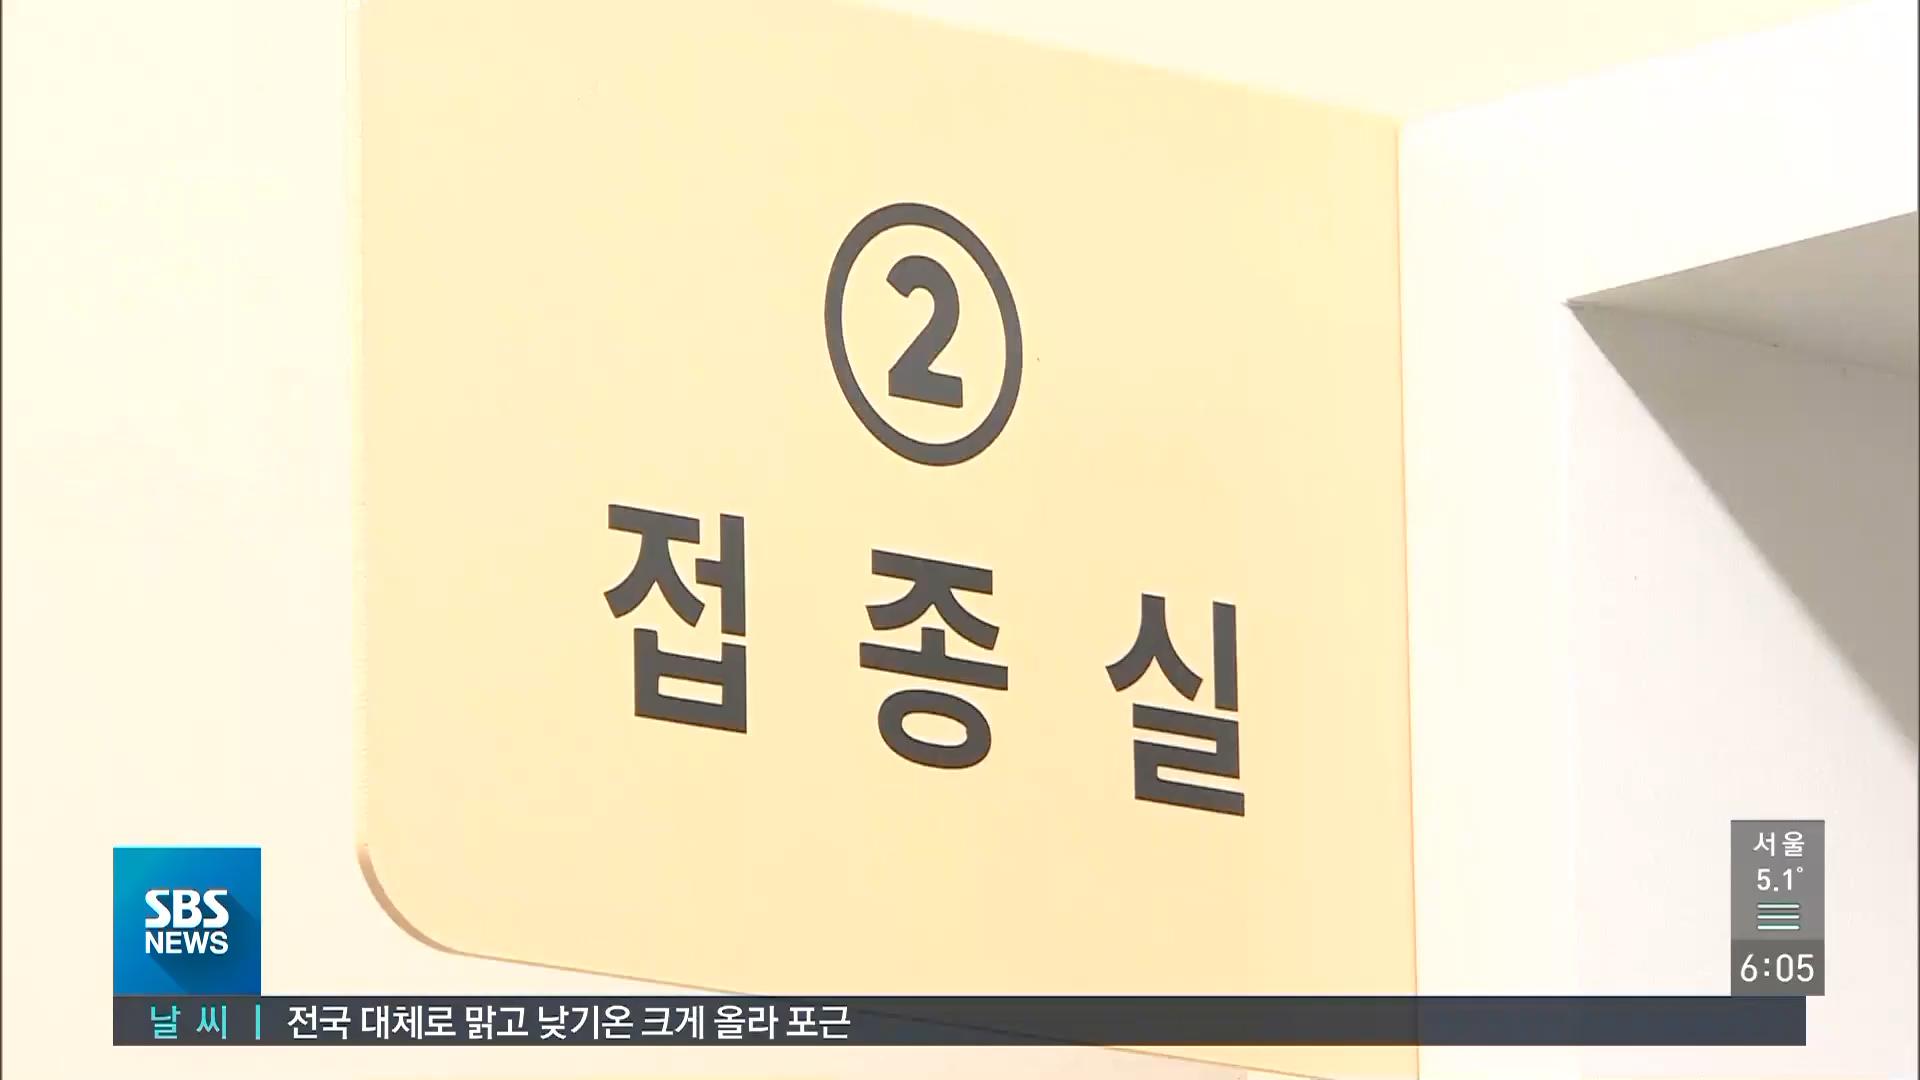 ②
접종실
서울
5.1°
6:05
SBS
NEWS
날씨 | 전국 대체로 맑고 낮기온 크게 올라 포근